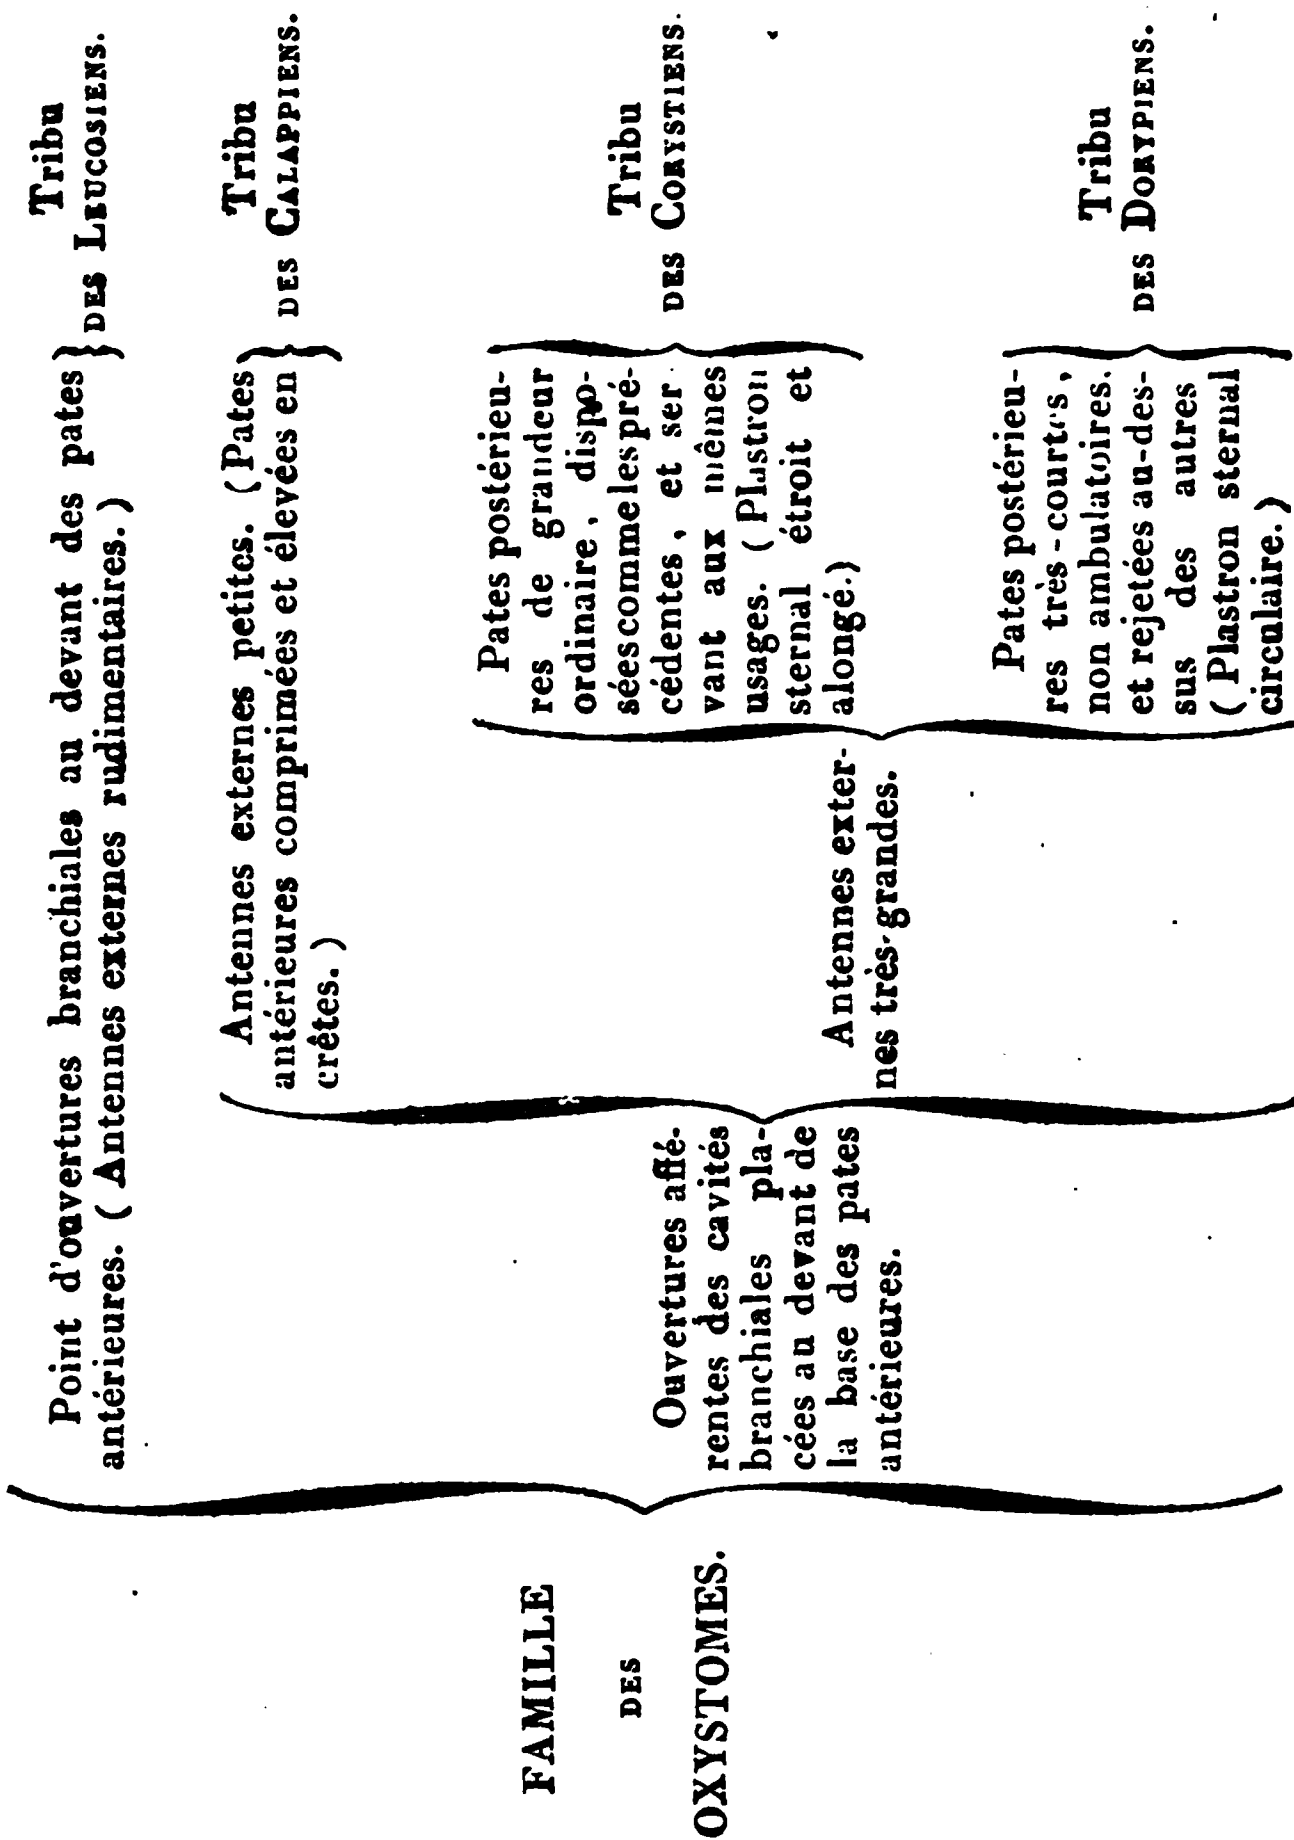 FAMILLE
DES
OXYSTOMES.
Point d'ouvertures branchiales au devant des pates
antérieures. (Antennes externes rudimentaires.)
Tribu
DES LEUCOSIENS.
Ouvertures affé-
rentes des cavités
branchiales pla-
cées au devant de
la base des pates
antérieures.
Antennes externes petites. (Pates
antérieures comprimées et élevées en
crêtes.)
Tribu
DES CALAPPIENS.
Antennes exter-
nes très-grandes.
Pates postérieu-
res de grandeur
ordinaire, dispo-
sées comme les pré-
cédentes, et ser
vant aux mêmes
usages. (Plastron
sternal étroit et
alongé.)
Tribu
DES CORYSTIENS.
Pates postérieu-
res très-courtes,
non ambulatoires.
et rejetées au-des-
sus des autres
(Plastron sternal
circulaire.)
Tribu
DES DORYPIENS.